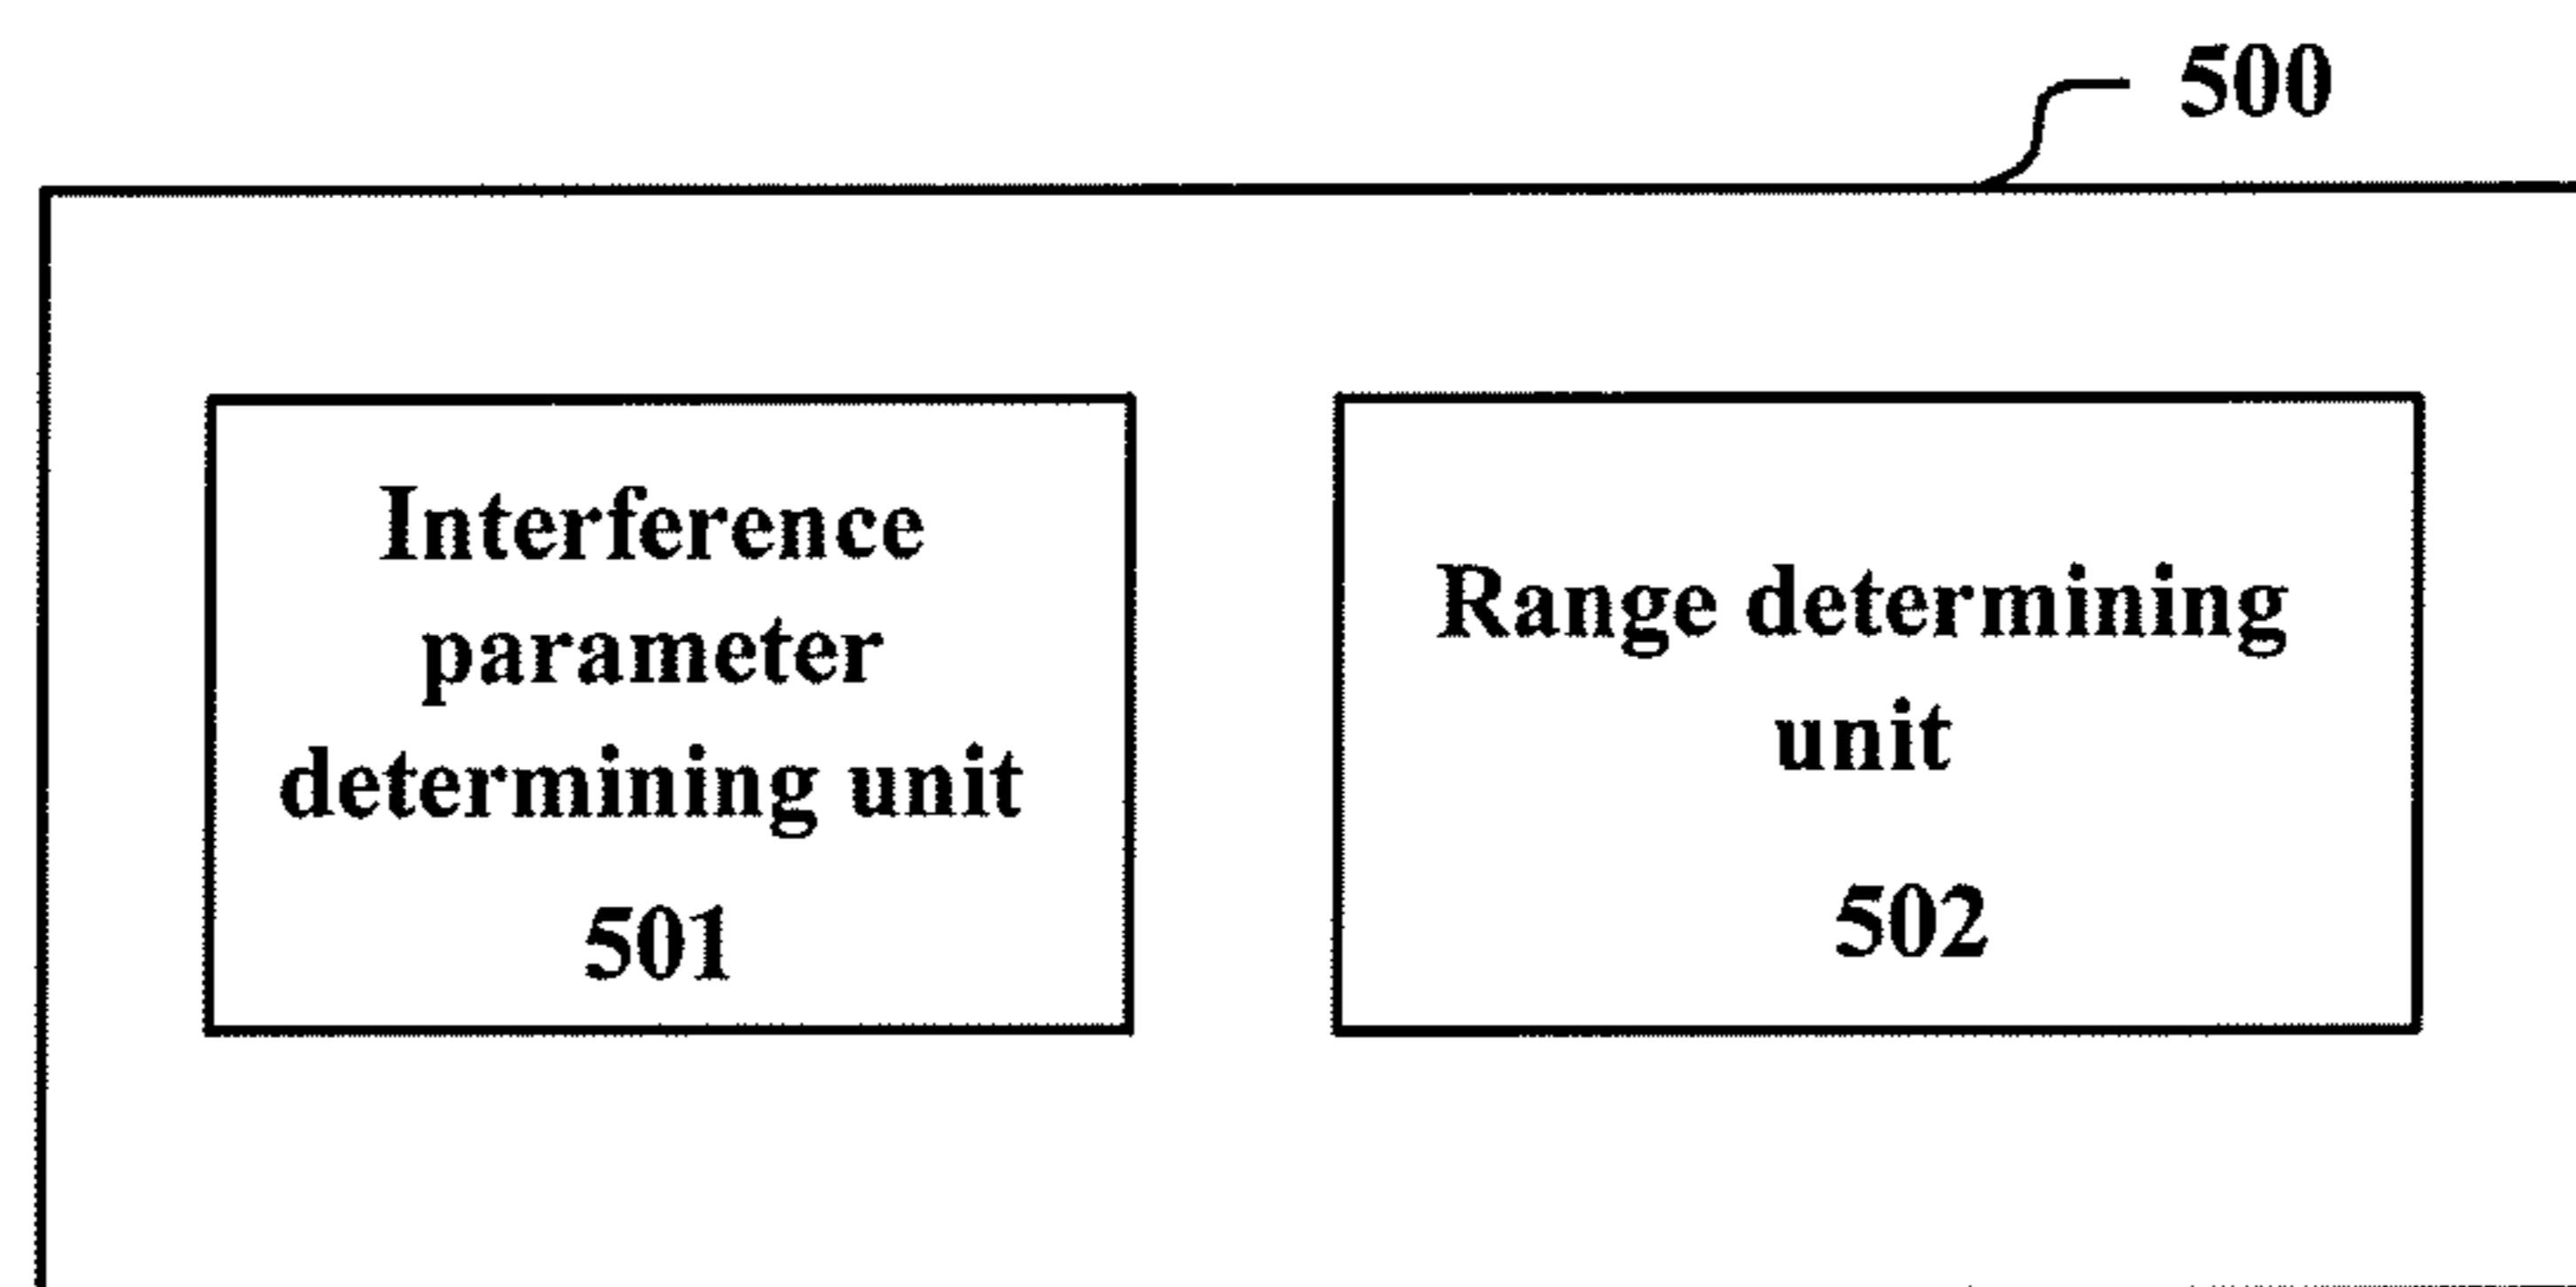 500
Interference
parameter
determining unit
501
Range determining
unit
502